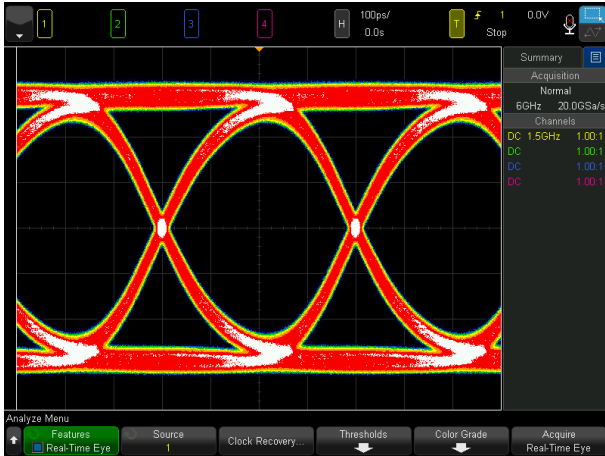 1 2 3 4 H 100ps/ 0.0s T 1 Stop 0.0V
Summary
Acquisition
Normal
6GHz 20.0GSa/s
Channels
DC 1.5GHz 1.00:1
DC 1.00:1
DC 1.00:1
DC 1.00:1
Analyze Menu
Features Source Clock Recovery... Thresholds Color Grade Acquire
Real-Time Eye 1 Real-Time Eye